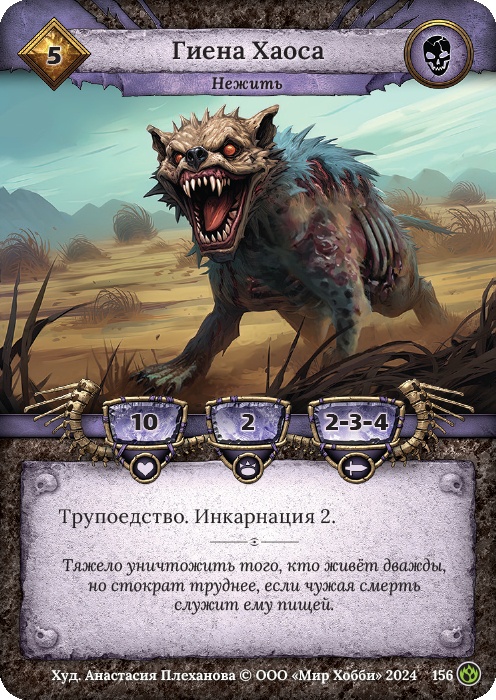 5
Гиена Хаоса
Нежить
10
2
2-3-4
Трупоедство. Инкарнация 2.
Тяжело уничтожить того, кто живёт дважды,
но стократ труднее, если чужая смерть
служит ему пищей.
Худ. Анастасия Плеханова © ООО «Мир Хобби» 2024 156